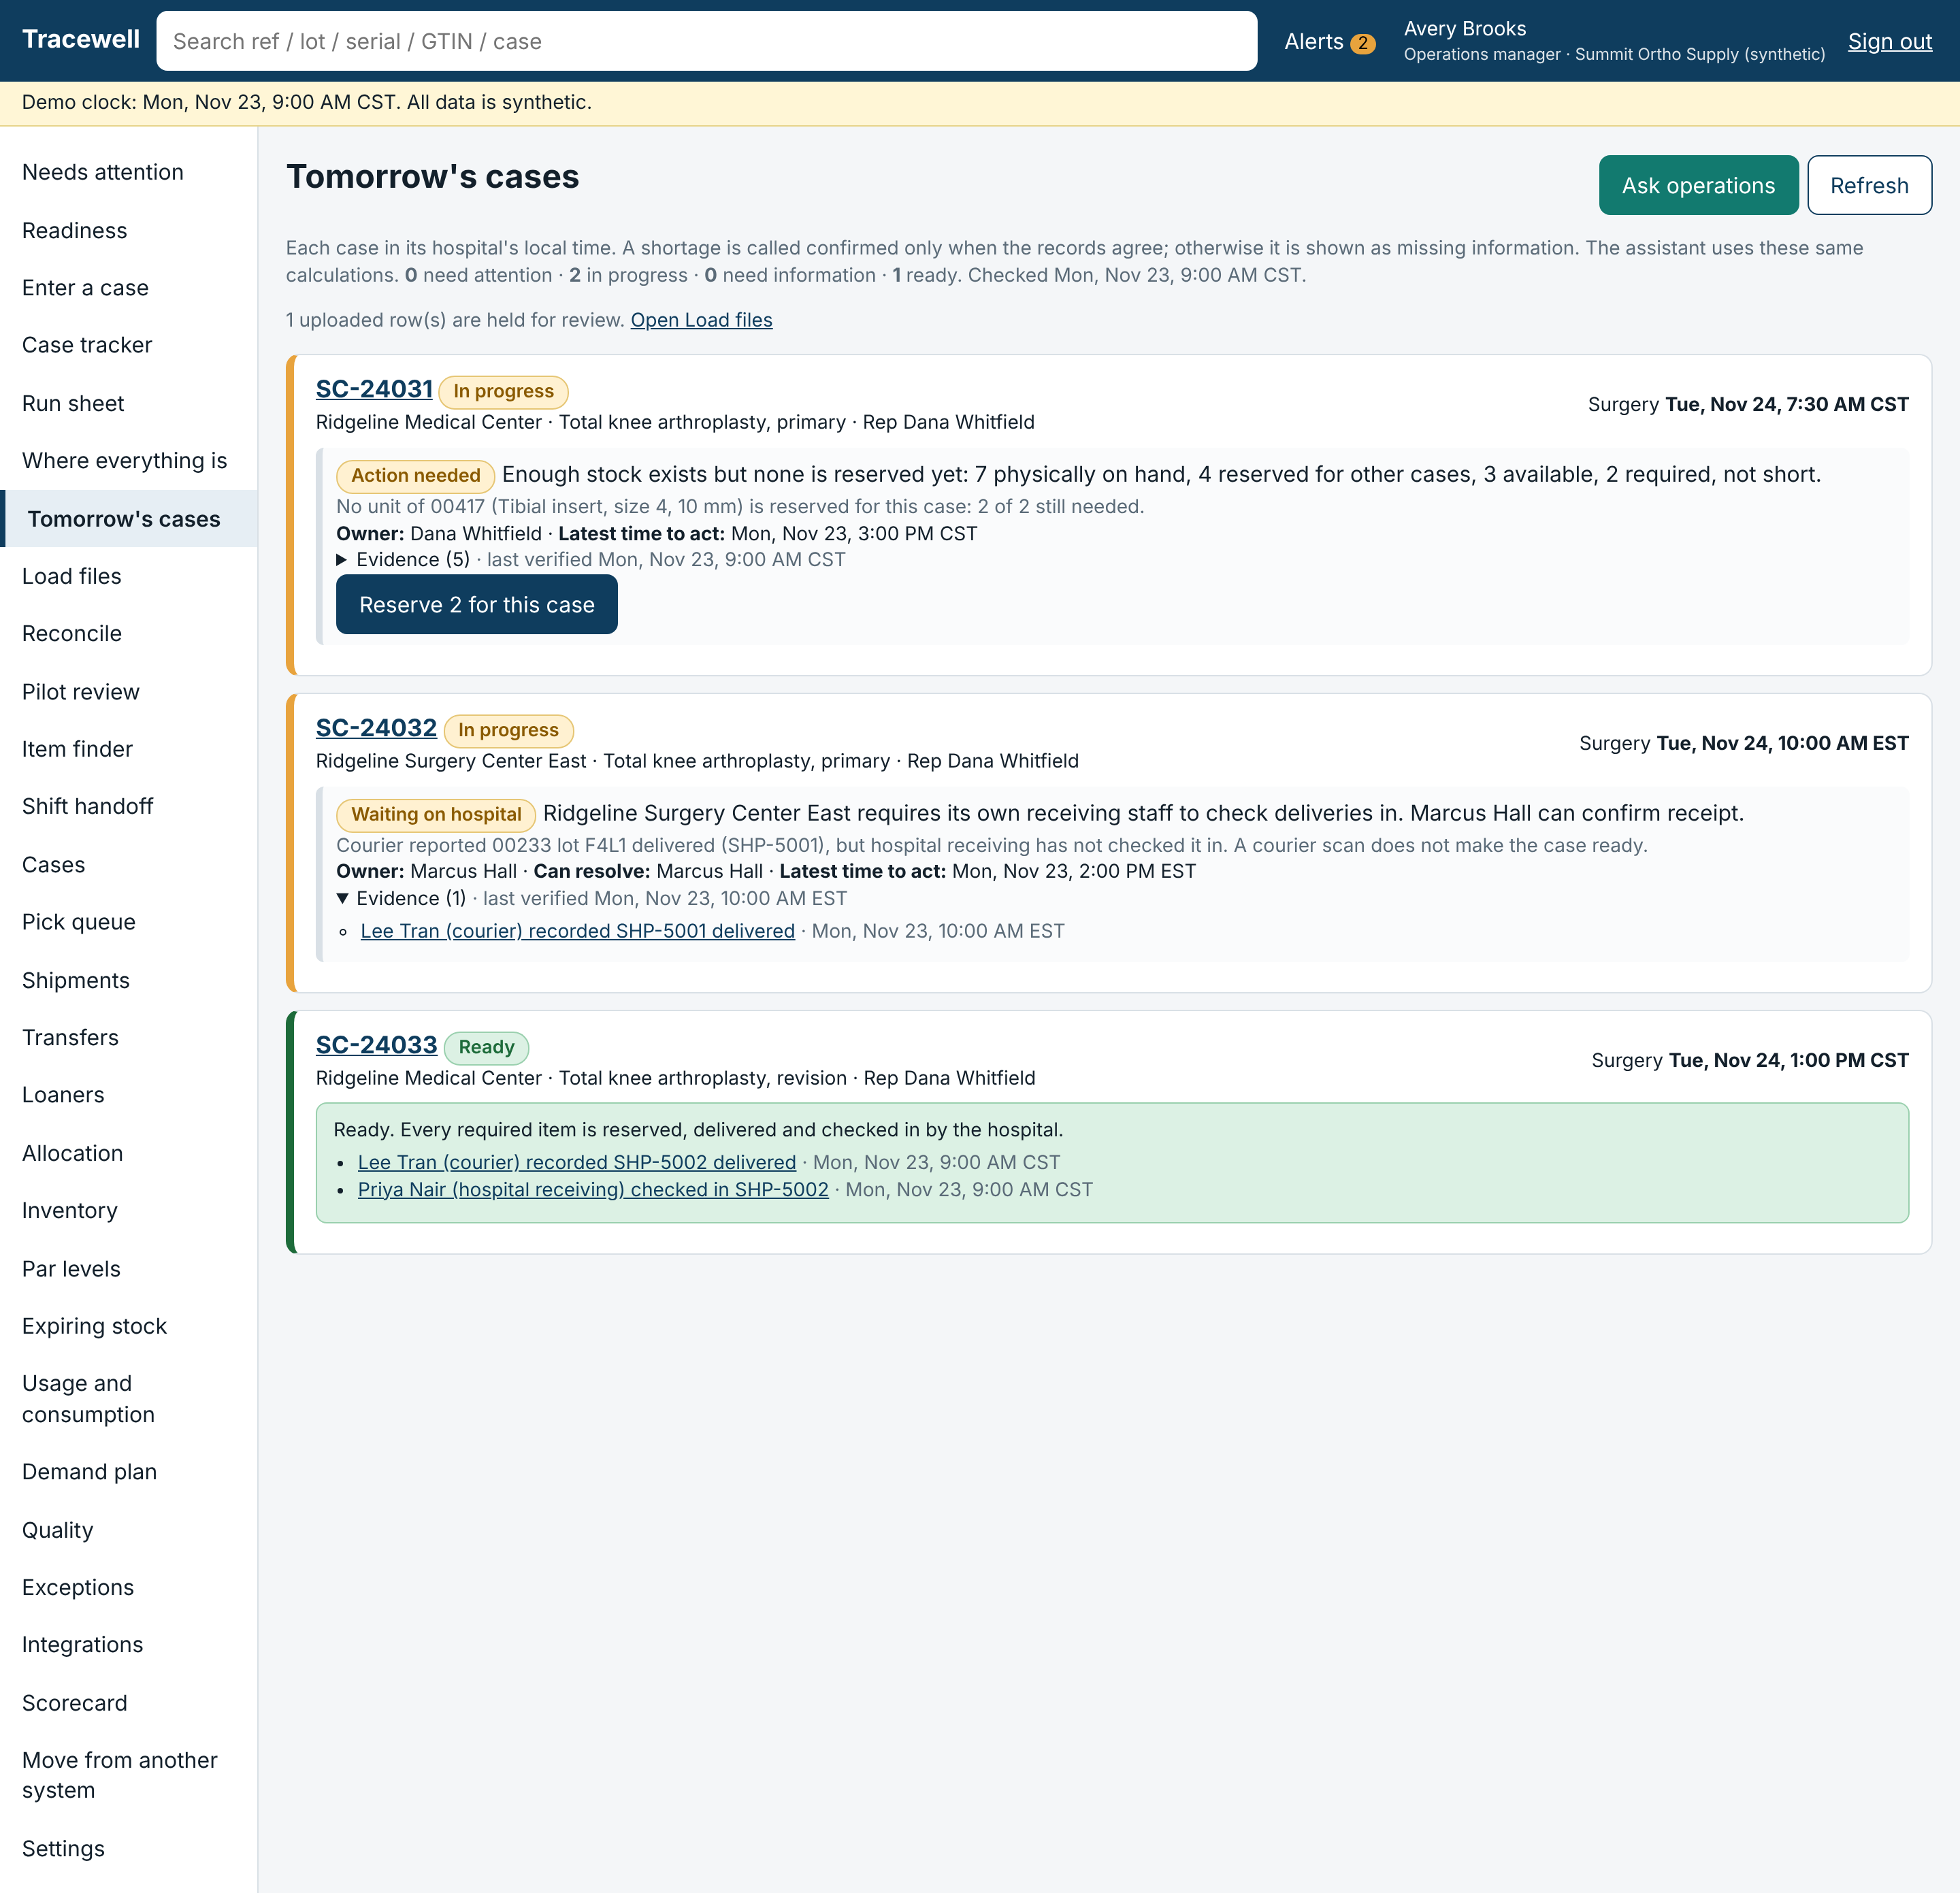 Tracewell
Search ref / lot / serial / GTIN / case
Alerts 2
Avery Brooks
Operations manager · Summit Ortho Supply (synthetic)
Sign out
Demo clock: Mon, Nov 23, 9:00 AM CST. All data is synthetic.
Needs attention
Readiness
Enter a case
Case tracker
Run sheet
Where everything is
Tomorrow's cases
Load files
Reconcile
Pilot review
Item finder
Shift handoff
Cases
Pick queue
Shipments
Transfers
Loaners
Allocation
Inventory
Par levels
Expiring stock
Usage and
consumption
Demand plan
Quality
Exceptions
Integrations
Scorecard
Move from another
system
Settings
Tomorrow's cases
Ask operations
Refresh
Each case in its hospital's local time. A shortage is called confirmed only when the records agree; otherwise it is shown as missing information. The assistant uses these same
calculations. 0 need attention · 2 in progress · 0 need information · 1 ready. Checked Mon, Nov 23, 9:00 AM CST.
1 uploaded row(s) are held for review. Open Load files
SC-24031 In progress
Ridgeline Medical Center · Total knee arthroplasty, primary · Rep Dana Whitfield
Surgery Tue, Nov 24, 7:30 AM CST
Action needed Enough stock exists but none is reserved yet: 7 physically on hand, 4 reserved for other cases, 3 available, 2 required, not short.
No unit of 00417 (Tibial insert, size 4, 10 mm) is reserved for this case: 2 of 2 still needed.
Owner: Dana Whitfield · Latest time to act: Mon, Nov 23, 3:00 PM CST
▶ Evidence (5) · last verified Mon, Nov 23, 9:00 AM CST
Reserve 2 for this case
SC-24032 In progress
Ridgeline Surgery Center East · Total knee arthroplasty, primary · Rep Dana Whitfield
Surgery Tue, Nov 24, 10:00 AM EST
Waiting on hospital Ridgeline Surgery Center East requires its own receiving staff to check deliveries in. Marcus Hall can confirm receipt.
Courier reported 00233 lot F4L1 delivered (SHP-5001), but hospital receiving has not checked it in. A courier scan does not make the case ready.
Owner: Marcus Hall · Can resolve: Marcus Hall · Latest time to act: Mon, Nov 23, 2:00 PM EST
▼ Evidence (1) · last verified Mon, Nov 23, 10:00 AM EST
Lee Tran (courier) recorded SHP-5001 delivered · Mon, Nov 23, 10:00 AM EST
SC-24033 Ready
Ridgeline Medical Center · Total knee arthroplasty, revision · Rep Dana Whitfield
Surgery Tue, Nov 24, 1:00 PM CST
Ready. Every required item is reserved, delivered and checked in by the hospital.
Lee Tran (courier) recorded SHP-5002 delivered · Mon, Nov 23, 9:00 AM CST
Priya Nair (hospital receiving) checked in SHP-5002 · Mon, Nov 23, 9:00 AM CST